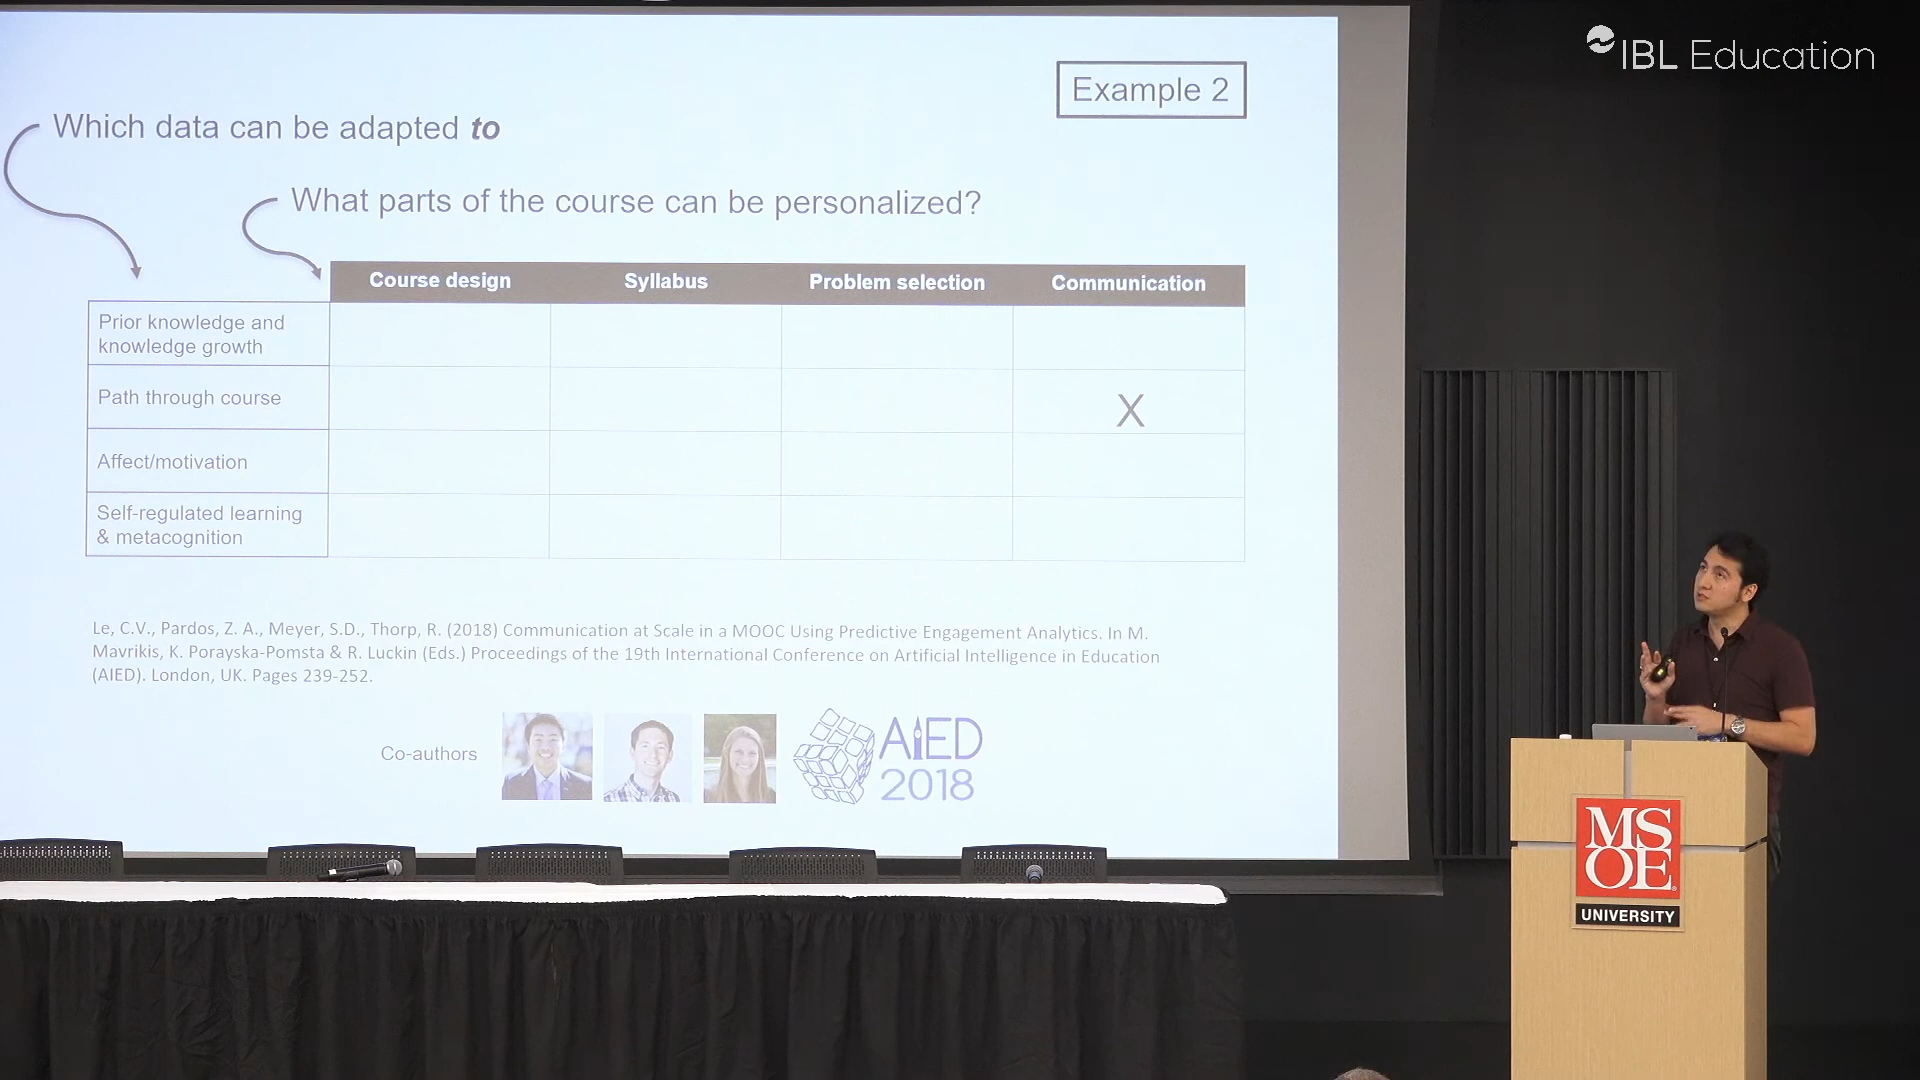 IBL Education
Example 2
Which data can be adapted to
What parts of the course can be personalized?
Course design Syllabus Problem selection Communication
Prior knowledge and
knowledge growth
Path through course
X
Affect/motivation
Self-regulated learning
& metacognition
Le, C.V., Pardos, Z. A., Meyer, S.D., Thorp, R. (2018) Communication at Scale in a MOOC Using Predictive Engagement Analytics. In M.
Mavrikis, K. Porayska-Pomsta & R. Luckin (Eds.) Proceedings of the 19th International Conference on Artificial Intelligence in Education
(AIED). London, UK. Pages 239-252.
Co-authors
AIED
2018
MS
OE
UNIVERSITY